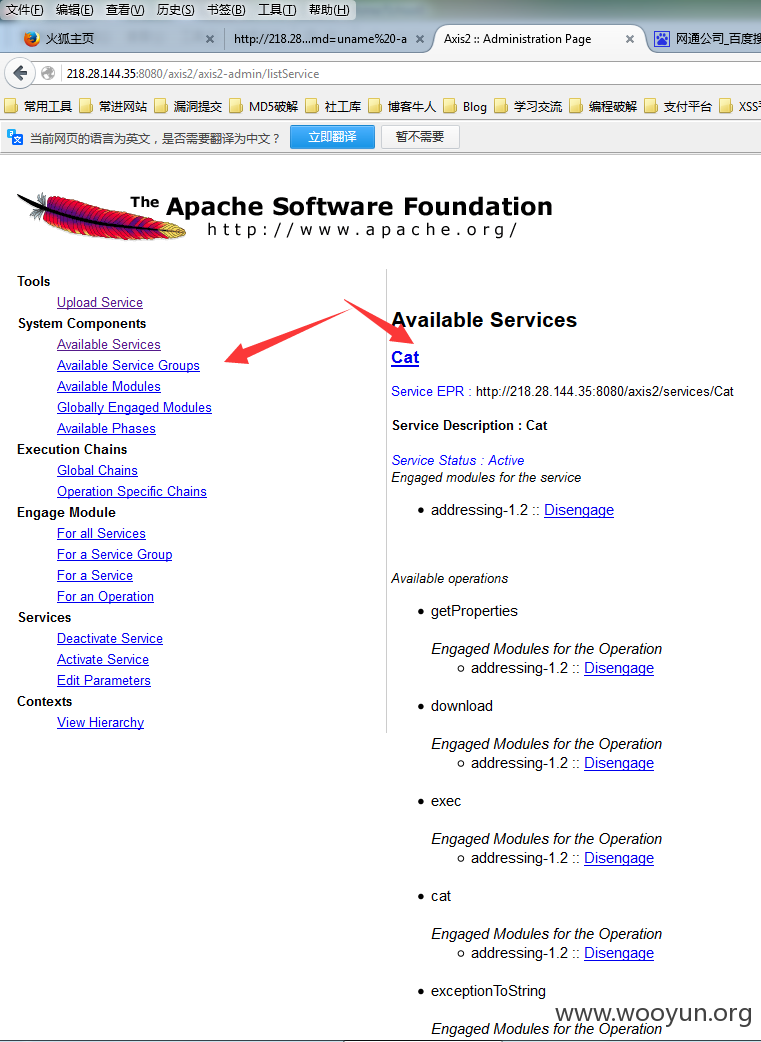 文件(F) 编辑(E) 查看(V) 历史(S) 书签(B) 工具(T) 帮助(H)
火狐主页 × http://218.28...md=uname%20-a × Axis2 :: Administration Page × 网通公司_百度搜
218.28.144.35:8080/axis2/axis2-admin/listService
常用工具 常进网站 漏洞提交 MD5破解 社工库 博客牛人 Blog 学习交流 编程破解 支付平台 XSS
当前网页的语言为英文，是否需要翻译为中文？ 立即翻译 暂不需要
The Apache Software Foundation
http://www.apache.org/
Tools
Upload Service
System Components
Available Services
Available Service Groups
Available Modules
Globally Engaged Modules
Available Phases
Execution Chains
Global Chains
Operation Specific Chains
Engage Module
For all Services
For a Service Group
For a Service
For an Operation
Services
Deactivate Service
Activate Service
Edit Parameters
Contexts
View Hierarchy
Available Services
Cat
Service EPR : http://218.28.144.35:8080/axis2/services/Cat
Service Description : Cat
Service Status : Active
Engaged modules for the service
• addressing-1.2 :: Disengage
Available operations
• getProperties
Engaged Modules for the Operation
○ addressing-1.2 :: Disengage
• download
Engaged Modules for the Operation
○ addressing-1.2 :: Disengage
• exec
Engaged Modules for the Operation
○ addressing-1.2 :: Disengage
• cat
Engaged Modules for the Operation
○ addressing-1.2 :: Disengage
• exceptionToString
Engaged Modules for the Operation
www.wooyun.org